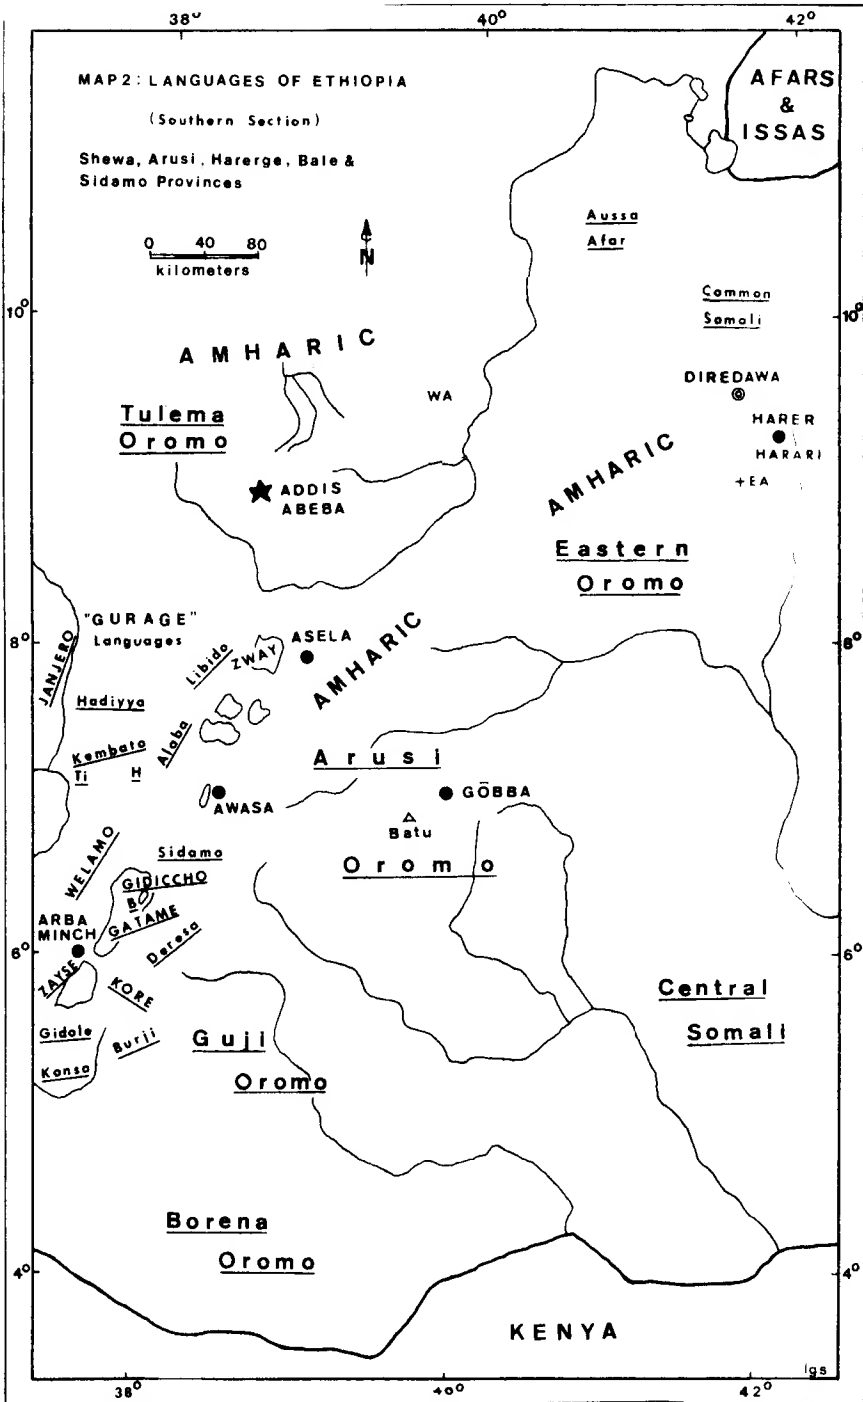 38°
40°
42°
MAP2: LANGUAGES OF ETHIOPIA
(Southern Section)
Shewa, Arusi, Harerge, Bale &
Sidamo Provinces
AFARS
&
ISSAS
0 40 80
kilometers
N
Aussa
Afar
Common
Somali
10°
10°
AMHARIC
WA
DIREDAWA
Tulema
Oromo
HARER
HARARI
AMHARIC
+EA
ADDIS
ABEBA
Eastern
Oromo
"GURAGE"
Languages
8°
8°
JANJERO
Libido
ZWAY
ASELA
AMHARIC
Hadiyya
Alaba
Kembato
Ti
H
Arusi
AWASA
GŌBBA
Batu
Oromo
WELAMO
Sidamo
GIDICCHO
B
GATAME
ARBA
MINCH
Deresa
6°
6°
ZAYSE
KORE
Central
Somali
Gidole
Burji
Konso
Guji
Oromo
Borena
Oromo
4°
4°
KENYA
lgs
38°
40°
42°